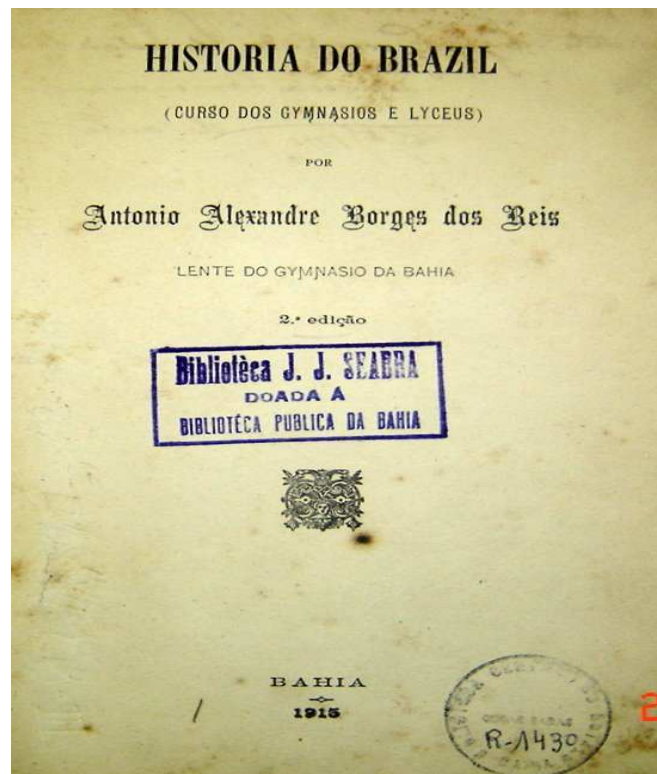 HISTORIA DO BRAZIL
(CURSO DOS GYMNASIOS E LYCEUS)
POR
Antonio Alexandre Borges dos Reis
LENTE DO GYMNASIO DA BAHIA
2.ª edição
Bibliotèca J. J. SEABRA
DOADA Á
BIBLIOTÉCA PUBLICA DA BAHIA
BAHIA
1915
R-1430
2